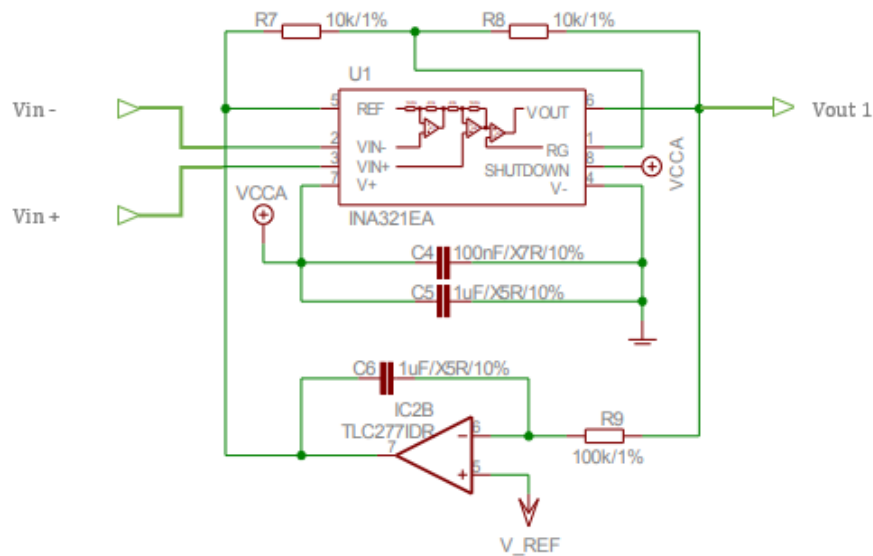 R7 10k/1% R8 10k/1%
U1
Vin - 5 REF VOUT 6 Vout 1
2 VIN- RG 1
3 VIN+ SHUTDOWN 8
7 V+ V- 4
VCCA
VCCA
Vin +
INA321EA
C4 100nF/X7R/10%
C5 1uF/X5R/10%
C6 1uF/X5R/10%
IC2B
TLC277IDR
R9
100k/1%
7 - 6
+ 5
V_REF